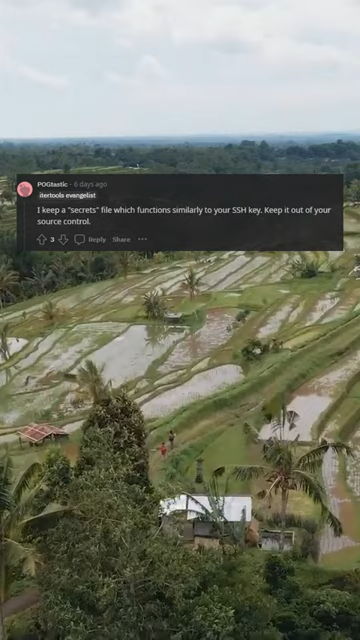 POGtastic · 6 days ago
itertools evangelist
I keep a "secrets" file which functions similarly to your SSH key. Keep it out of your
source control.
3 Reply Share ···